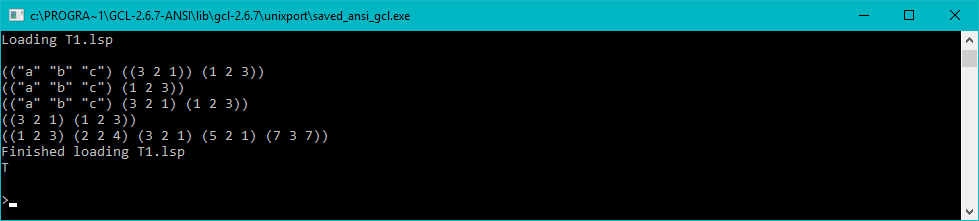 c:\PROGRA~1\GCL-2.6.7-ANSI\lib\gcl-2.6.7\unixport\saved_ansi_gcl.exe
Loading T1.lsp
(("a" "b" "c") ((3 2 1)) (1 2 3))
(("a" "b" "c") (1 2 3))
(("a" "b" "c") (3 2 1) (1 2 3))
((3 2 1) (1 2 3))
((1 2 3) (2 2 4) (3 2 1) (5 2 1) (7 3 7))
Finished loading T1.lsp
T
>